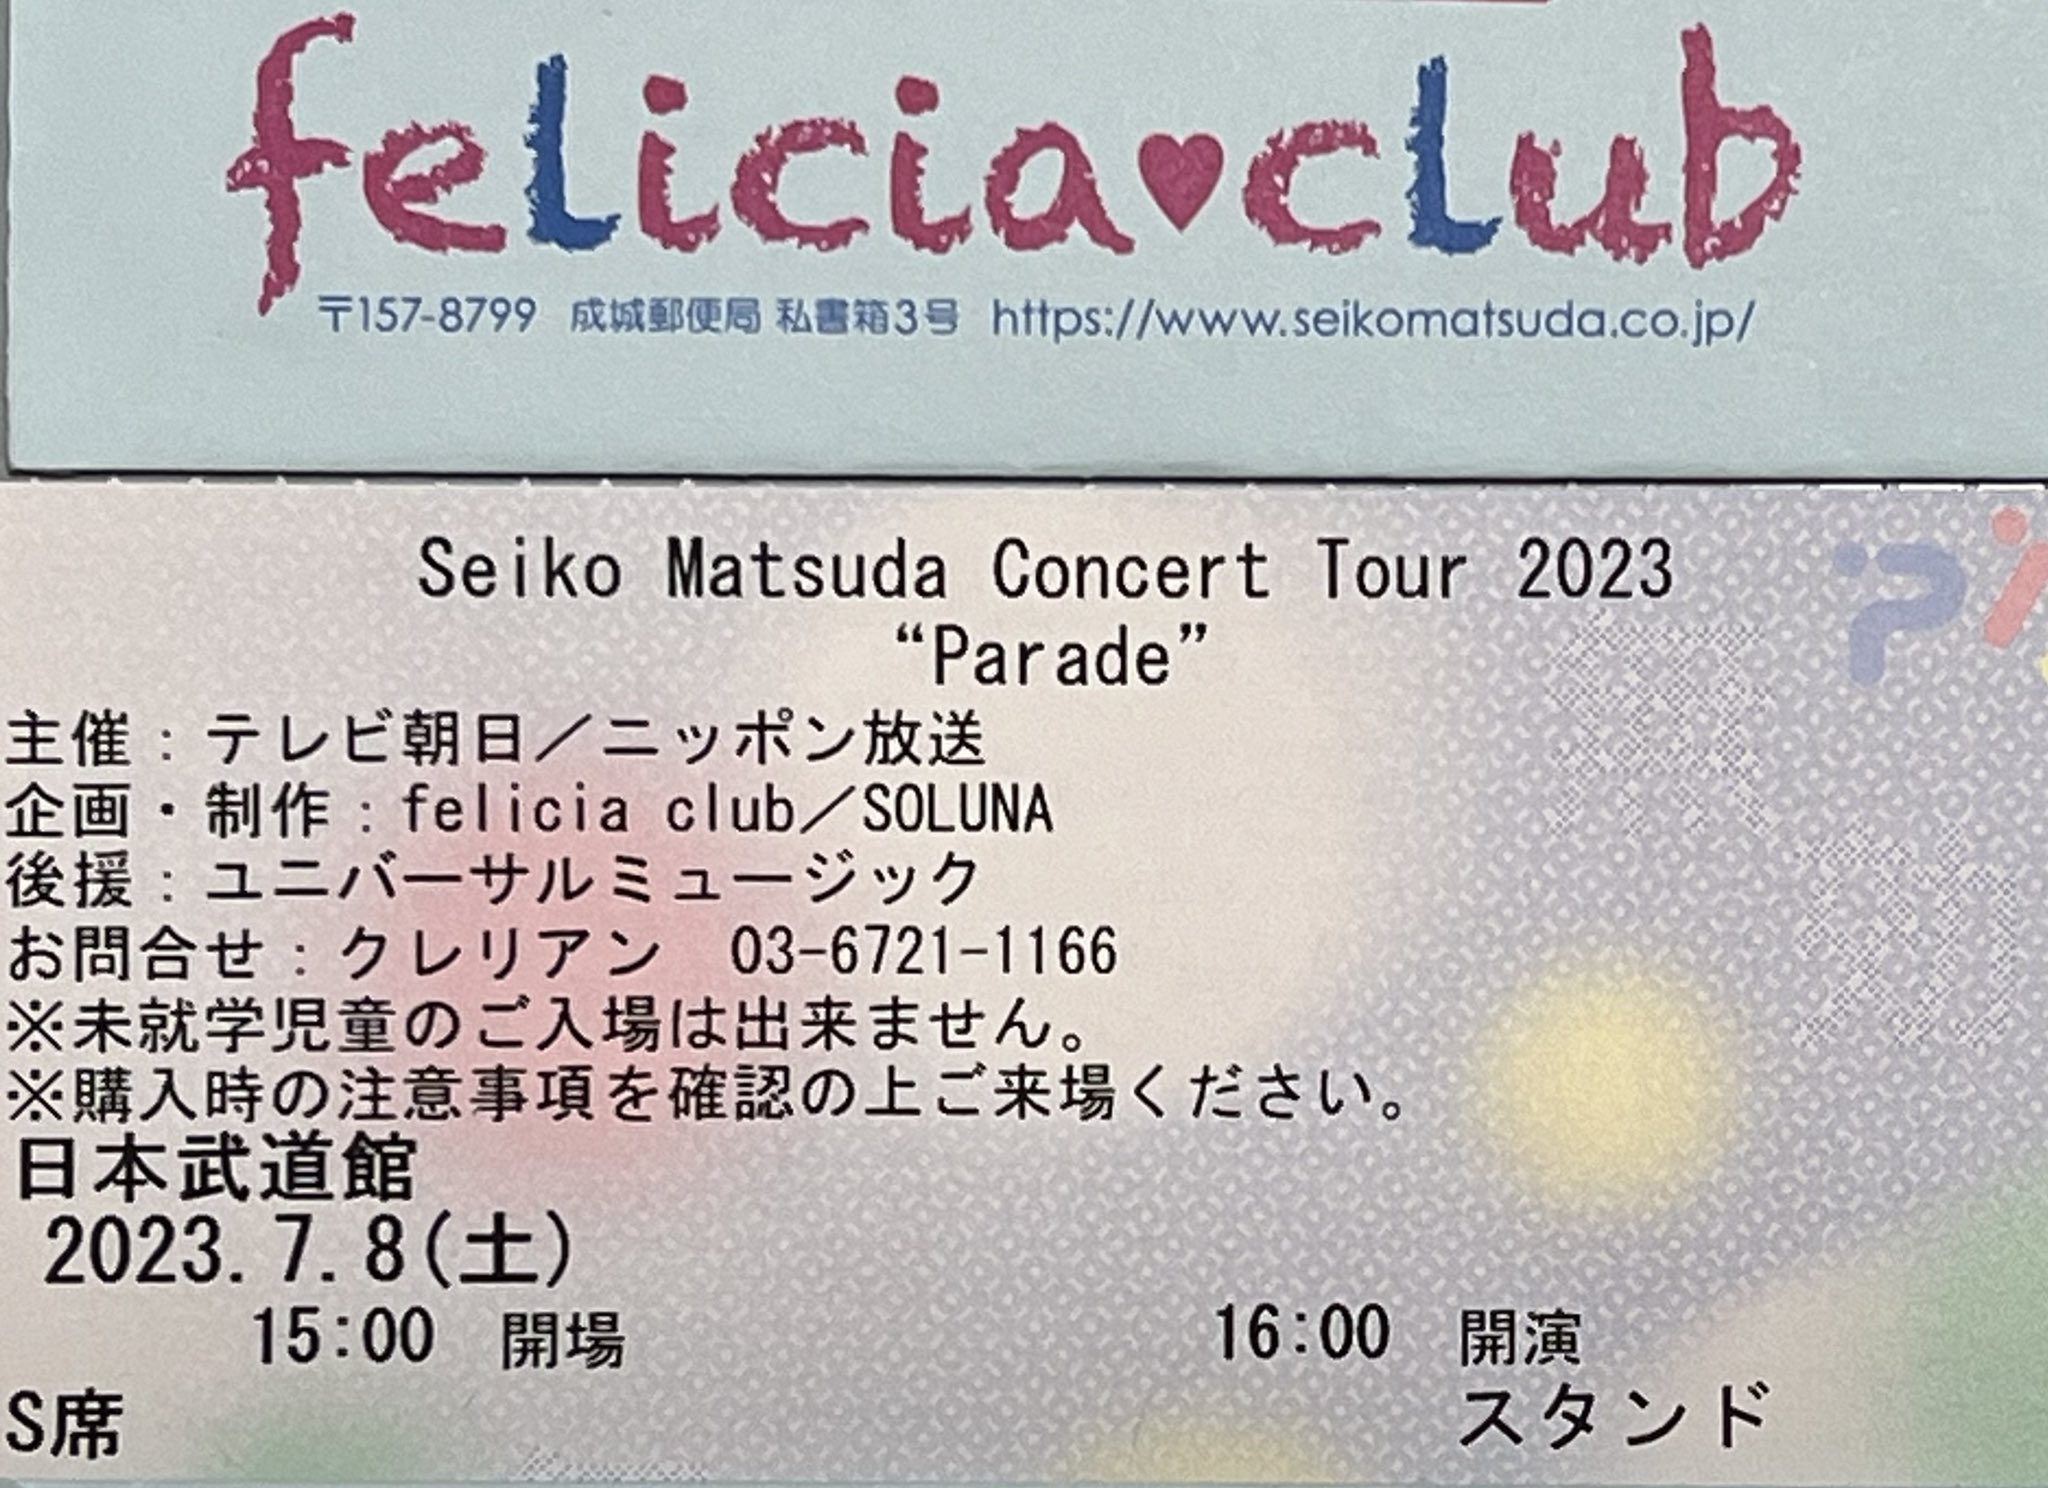 felicia♥club
〒157-8799 成城郵便局 私書箱3号 https://www.seikomatsuda.co.jp/
Seiko Matsuda Concert Tour 2023
“Parade”
主催：テレビ朝日／ニッポン放送
企画・制作：felicia club／SOLUNA
後援：ユニバーサルミュージック
お問合せ：クレリアン 03-6721-1166
※未就学児童のご入場は出来ません。
※購入時の注意事項を確認の上ご来場ください。
日本武道館
2023.7.8(土)
15:00 開場 16:00 開演
S席 スタンド